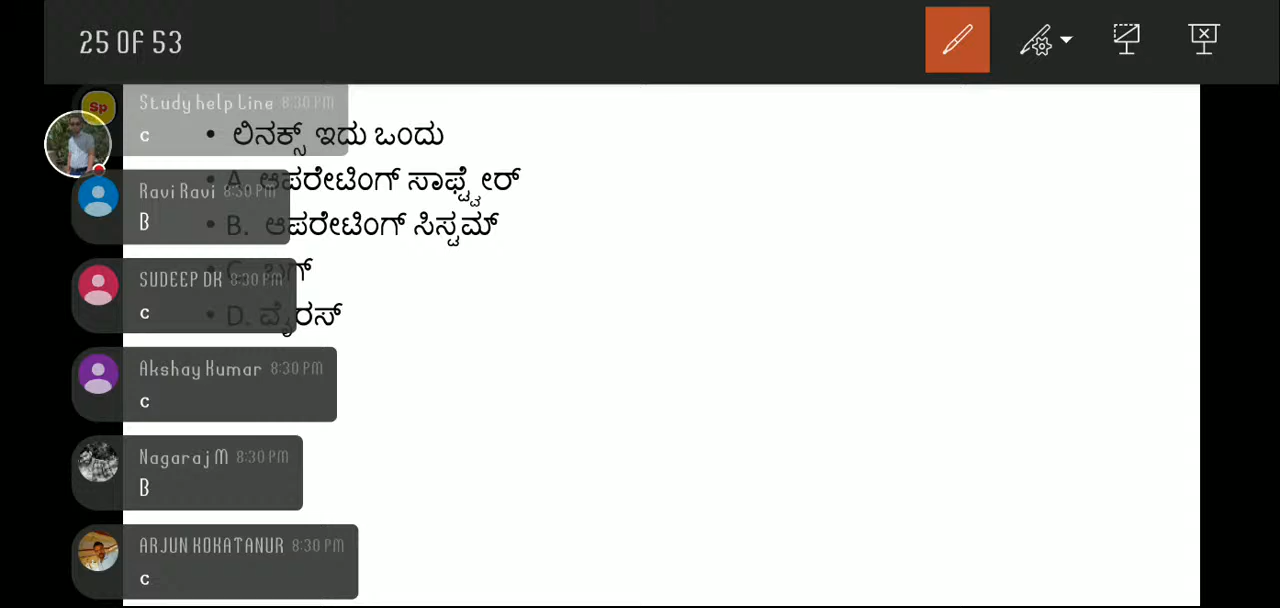 25 OF 53
Study help Line 8:30 PM
c
Sp
• ಲಿನಕ್ಸ್ ಇದು ಒಂದು
• A. ಆಪರೇಟಿಂಗ್ ಸಾಫ್ಟ್ವೇರ್
Ravi Ravi 8:30 PM
B
• B. ಆಪರೇಟಿಂಗ್ ಸಿಸ್ಟಮ್
SUDEEP DK 8:30 PM
c
• C. ಬಗ್
• D. ವೈರಸ್
Akshay Kumar 8:30 PM
c
Nagaraj M 8:30 PM
B
ARJUN KOKATANUR 8:30 PM
c